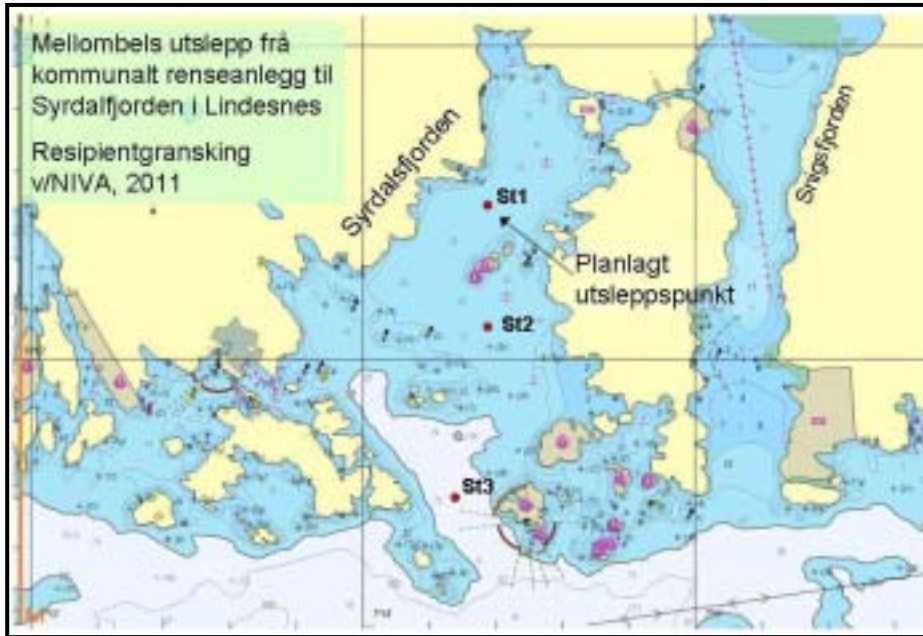 Mellombels utslepp frå
kommunalt renseanlegg til
Syrdalfjorden i Lindesnes
Resipientgransking
v/NIVA, 2011
Syrdalsfjorden
Snigsfjorden
St1
Planlagt
utsleppspunkt
St2
St3